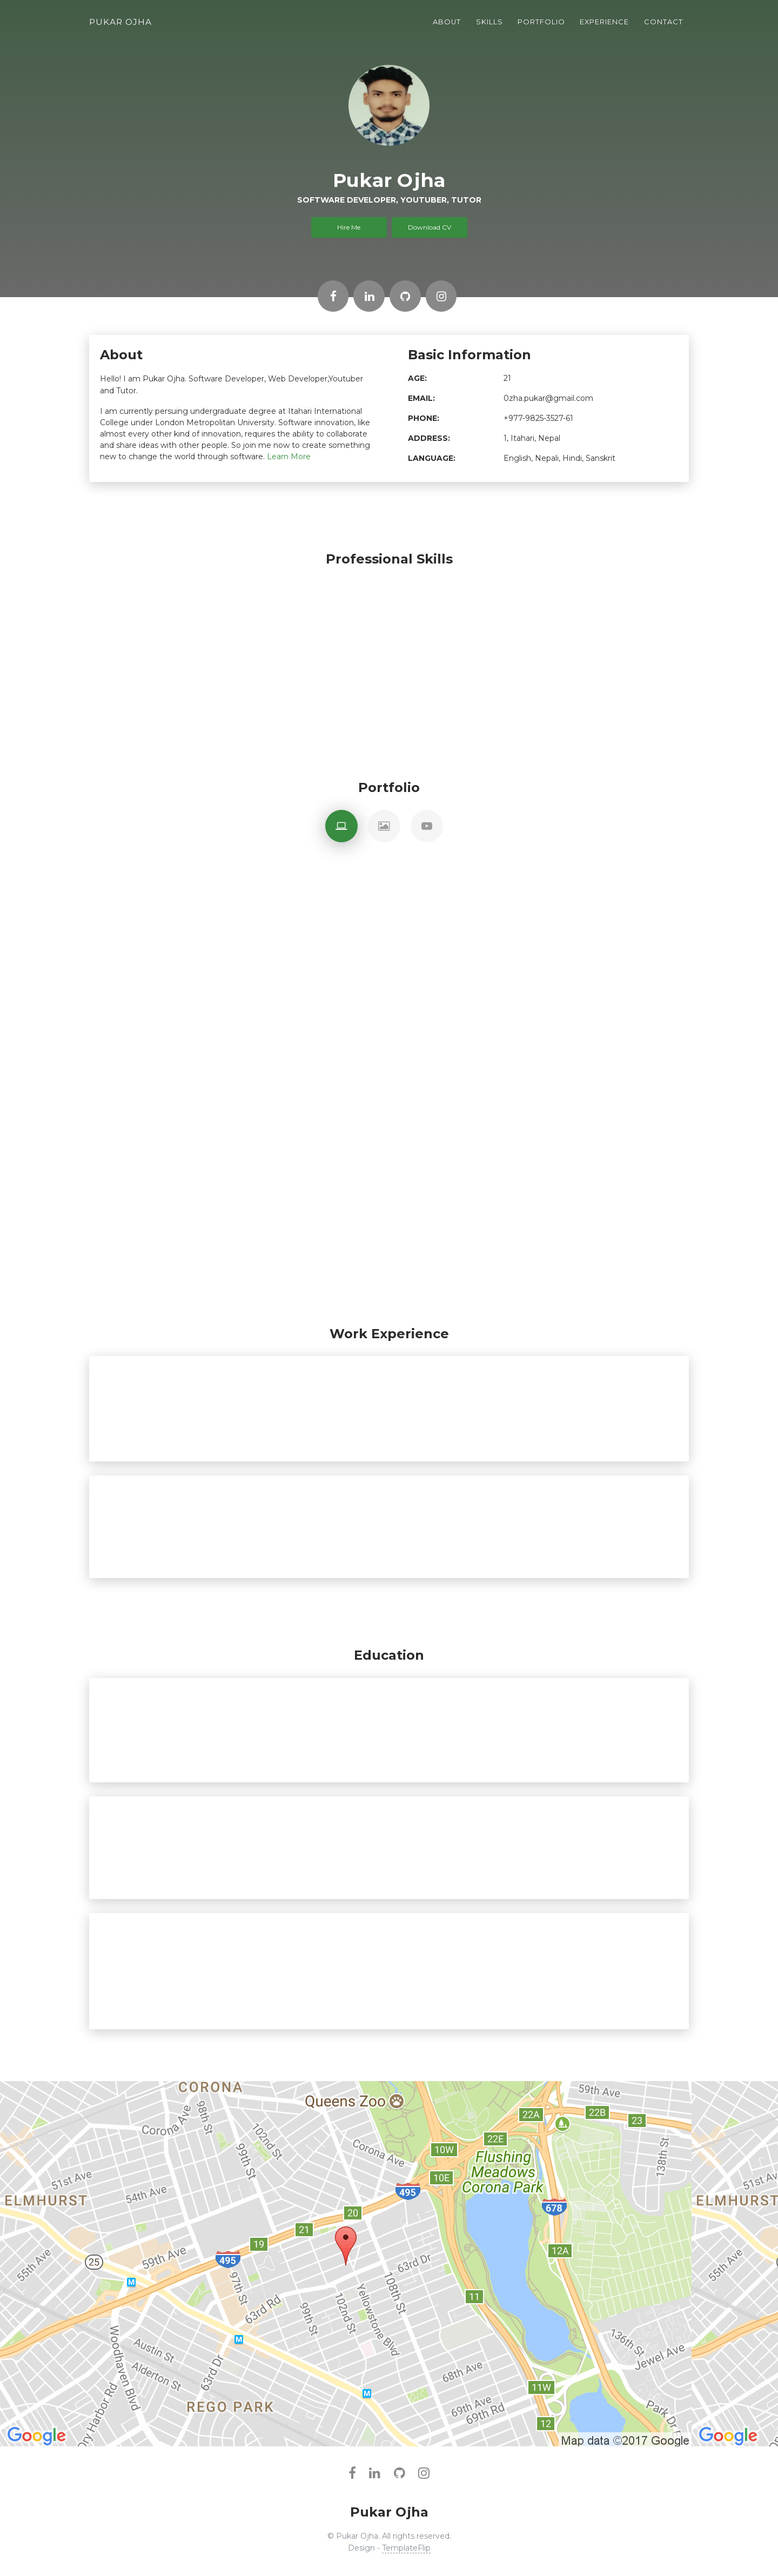 PUKAR OJHA
ABOUT SKILLS PORTFOLIO EXPERIENCE CONTACT
Pukar Ojha
SOFTWARE DEVELOPER, YOUTUBER, TUTOR
Hire Me
Download CV
About
Hello! I am Pukar Ojha. Software Developer, Web Developer,Youtuber
and Tutor.
I am currently persuing undergraduate degree at Itahari International
College under London Metropolitan University. Software innovation, like
almost every other kind of innovation, requires the ability to collaborate
and share ideas with other people. So join me now to create something
new to change the world through software. Learn More
Basic Information
AGE: 21
EMAIL: 0zha.pukar@gmail.com
PHONE: +977-9825-3527-61
ADDRESS: 1, Itahari, Nepal
LANGUAGE: English, Nepali, Hindi, Sanskrit
Professional Skills
Portfolio
Work Experience
Education
CORONA
Queens Zoo
59th Ave
22A
22B
23
98th St
Corona Ave
102nd St
99th St
Corona Ave
10W
22E
138th St
Flushing
Meadows
Corona Park
10E
51st Ave
51st Av
ELMHURST
54th Ave
495
678
ELMHURST
20
21
19
12A
63rd Dr
55th Ave
25
59th Ave
495
55th Ave
97th St
108th St
63rd Rd
99th St
102nd St
Yellowstone Blvd
11
M
136th St
Jewel Ave
Woodhaven Blvd
Austin St
Alderton St
63rd Dr
M
68th Ave
11W
M
REGO PARK
69th Ave
69th Rd
12
Park Dr
Dry Harbor Rd
Google
Map data ©2017 Google
Google
Pukar Ojha
© Pukar Ojha. All rights reserved.
Design - TemplateFlip